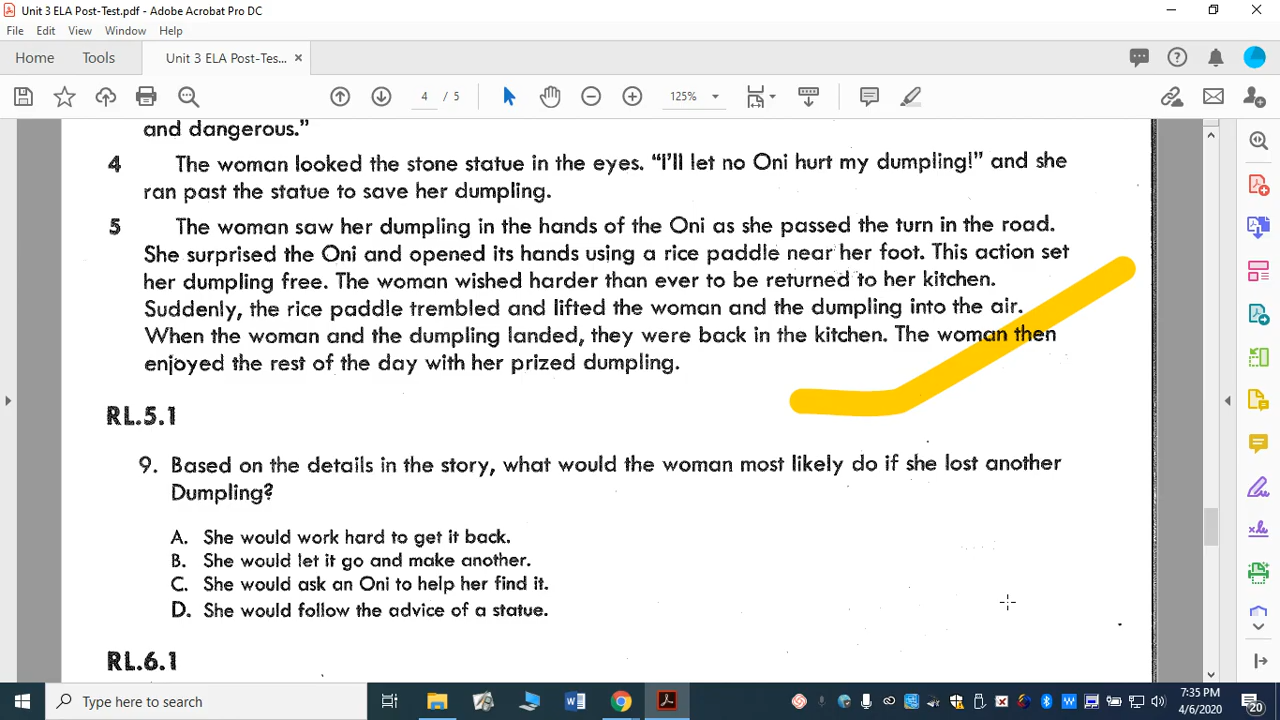 Unit 3 ELA Post-Test.pdf - Adobe Acrobat Pro DC
File Edit View Window Help
Home Tools Unit 3 ELA Post-Tes... ×
4 / 5 125%
and dangerous.”
4 The woman looked the stone statue in the eyes. “I’ll let no Oni hurt my dumpling!” and she
ran past the statue to save her dumpling.
5 The woman saw her dumpling in the hands of the Oni as she passed the turn in the road.
She surprised the Oni and opened its hands using a rice paddle near her foot. This action set
her dumpling free. The woman wished harder than ever to be returned to her kitchen.
Suddenly, the rice paddle trembled and lifted the woman and the dumpling into the air.
When the woman and the dumpling landed, they were back in the kitchen. The woman then
enjoyed the rest of the day with her prized dumpling.
RL.5.1
9. Based on the details in the story, what would the woman most likely do if she lost another
Dumpling?
A. She would work hard to get it back.
B. She would let it go and make another.
C. She would ask an Oni to help her find it.
D. She would follow the advice of a statue.
RL.6.1
Type here to search
7:35 PM
4/6/2020
20